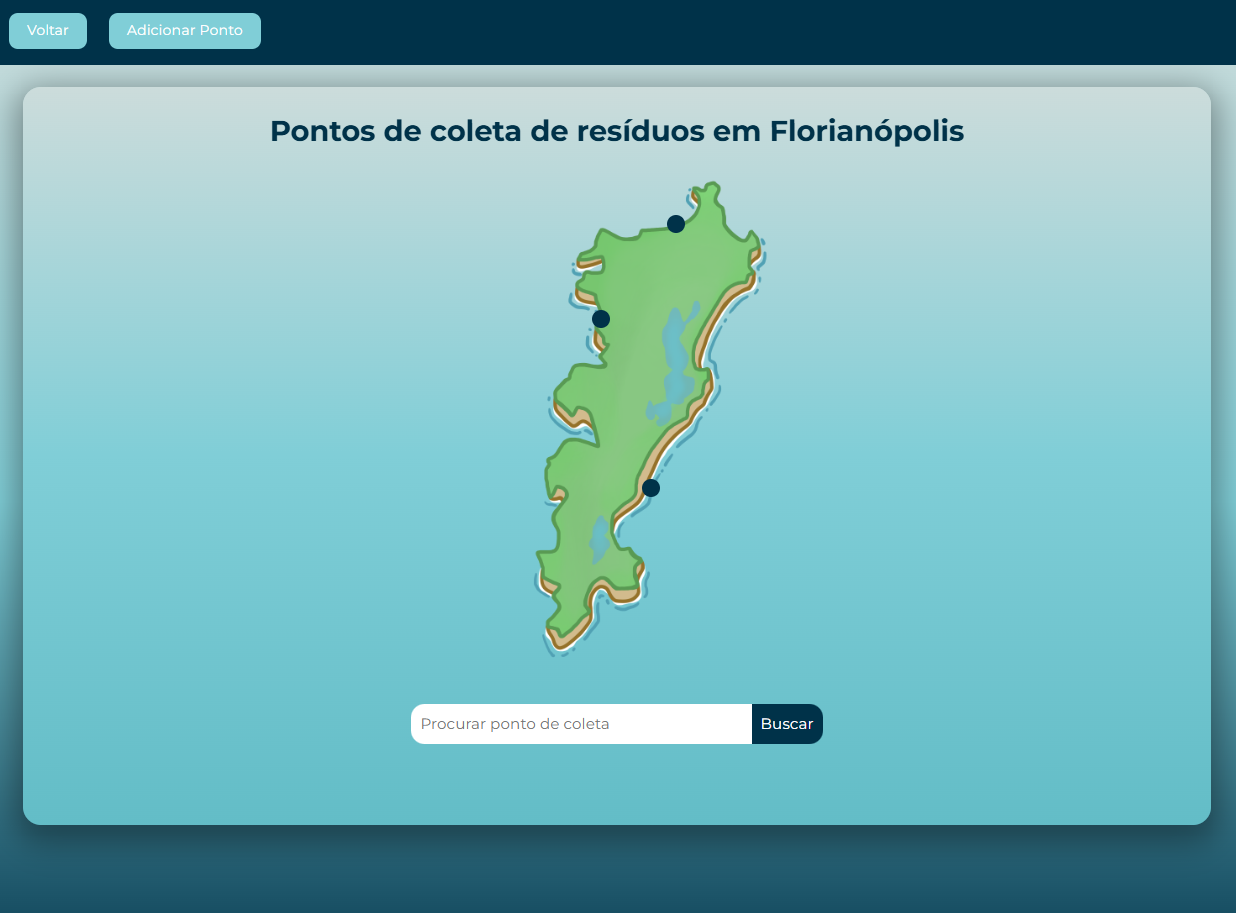 Voltar
Adicionar Ponto
Pontos de coleta de resíduos em Florianópolis
Procurar ponto de coleta
Buscar